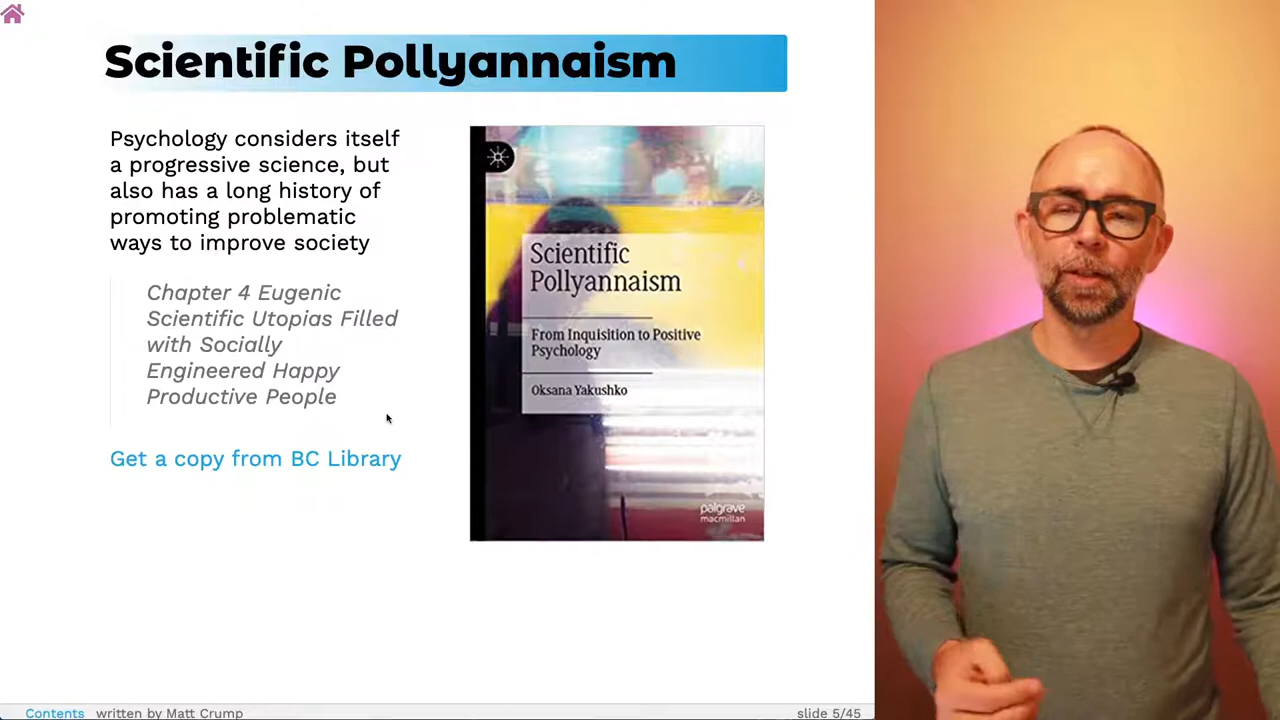 Scientific Pollyannaism
Psychology considers itself
a progressive science, but
also has a long history of
promoting problematic
ways to improve society
Chapter 4 Eugenic
Scientific Utopias Filled
with Socially
Engineered Happy
Productive People
Get a copy from BC Library
Scientific
Pollyannaism
From Inquisition to Positive
Psychology
Oksana Yakushko
palgrave
macmillan
Contents written by Matt Crump
slide 5/45